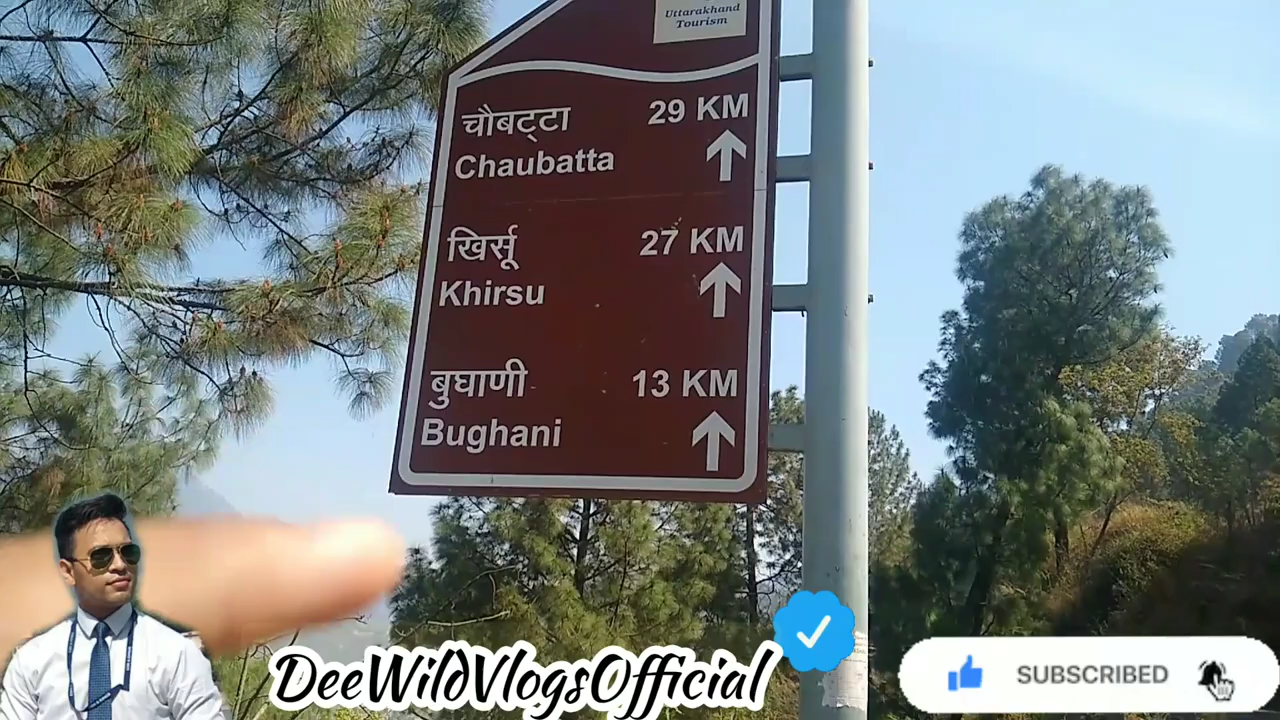 Uttarakhand
Tourism
चौबट्टा 29 KM
Chaubatta
खिर्सू 27 KM
Khirsu
बुघाणी 13 KM
Bughani
DeeWildVlogsOfficial
SUBSCRIBED